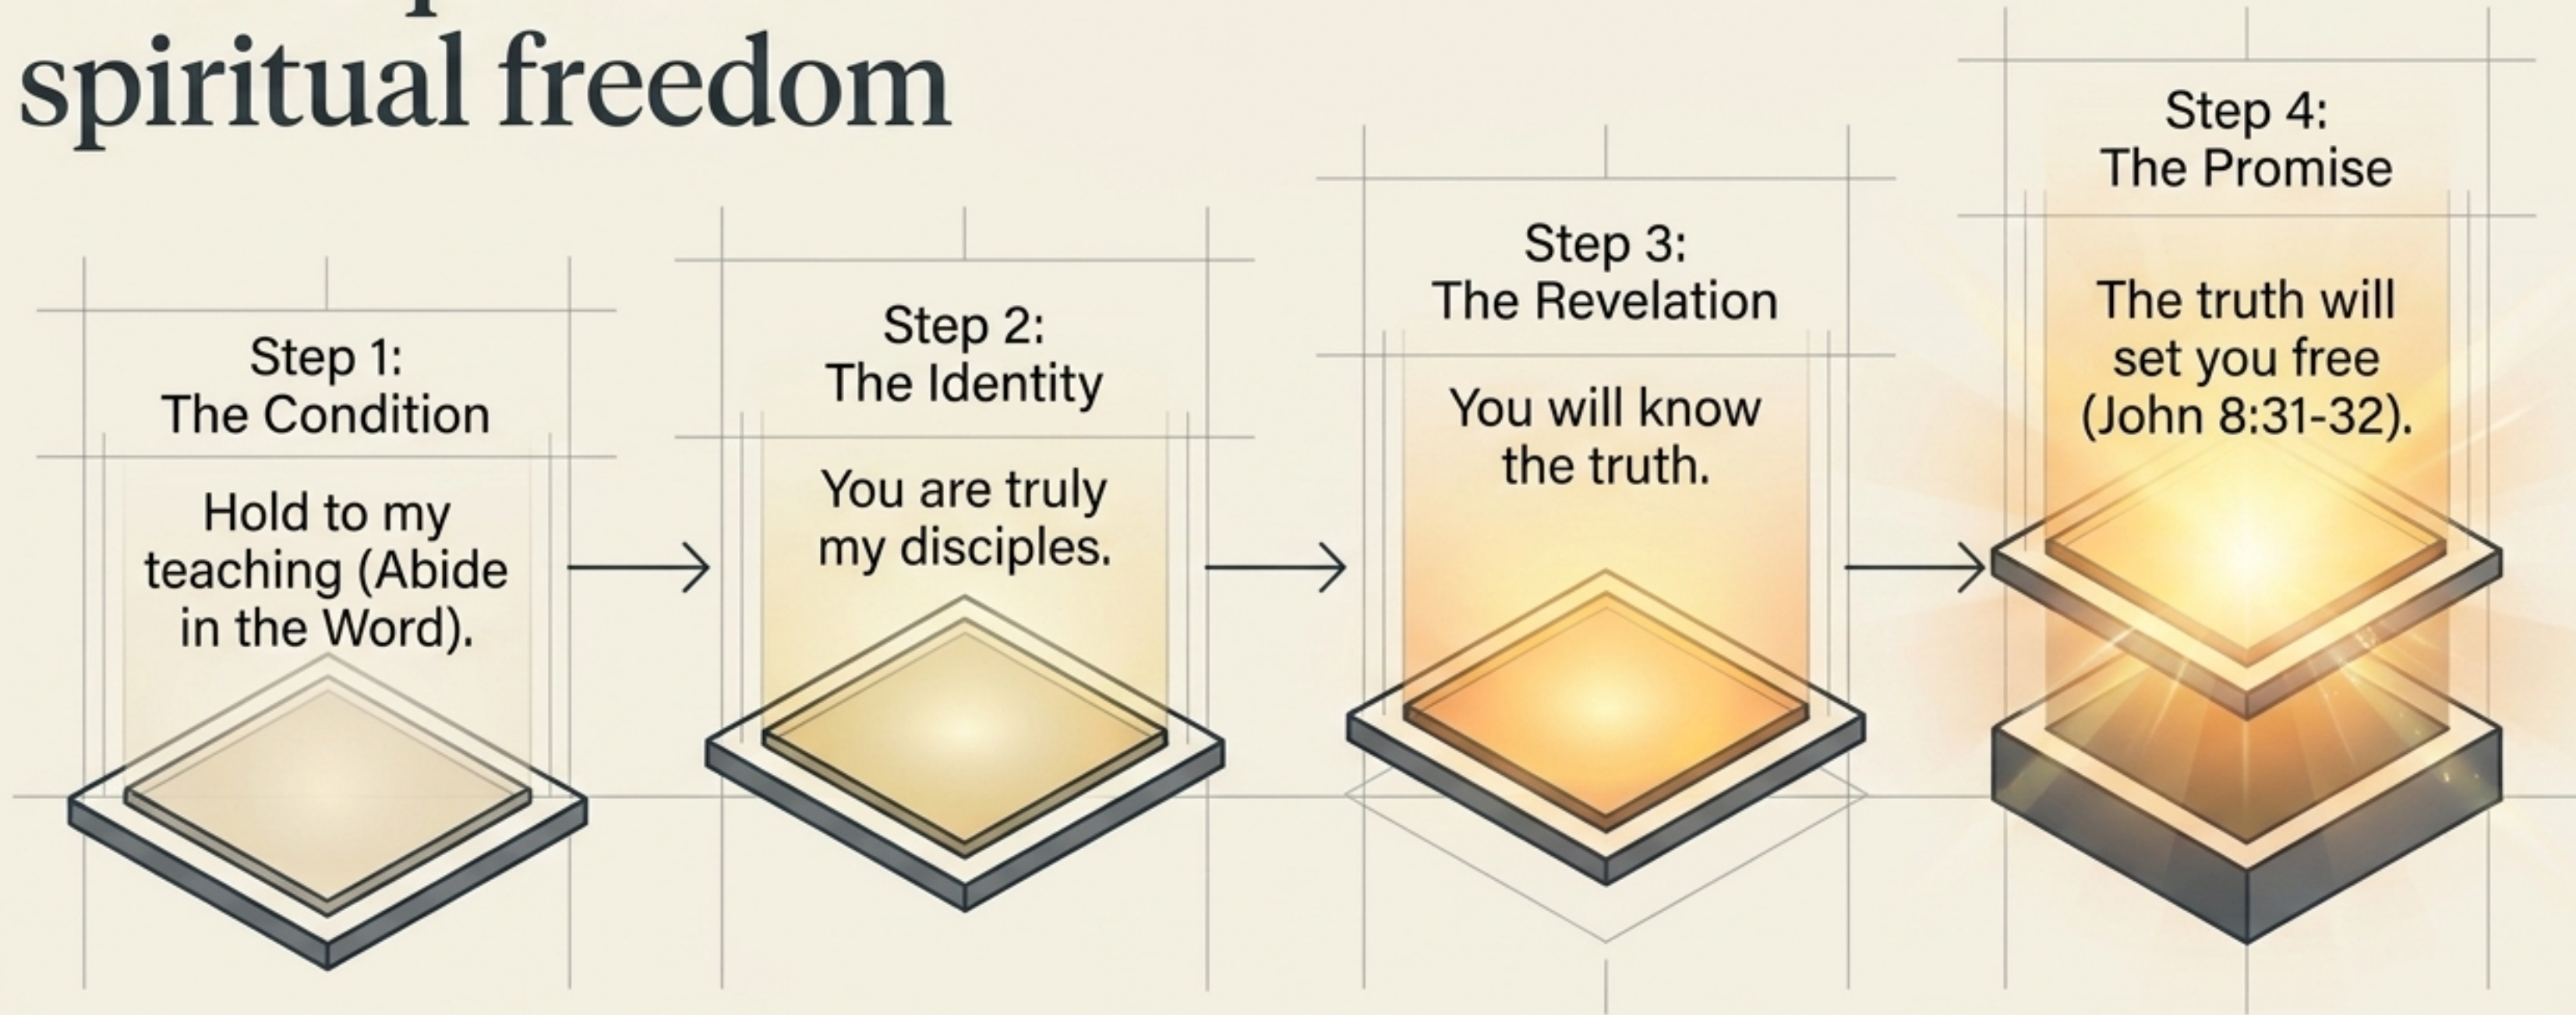 spiritual freedom
Step 1:
The Condition
Hold to my
teaching (Abide
in the Word).
Step 2:
The Identity
You are truly
my disciples.
Step 3:
The Revelation
You will know
the truth.
Step 4:
The Promise
The truth will
set you free
(John 8:31-32).